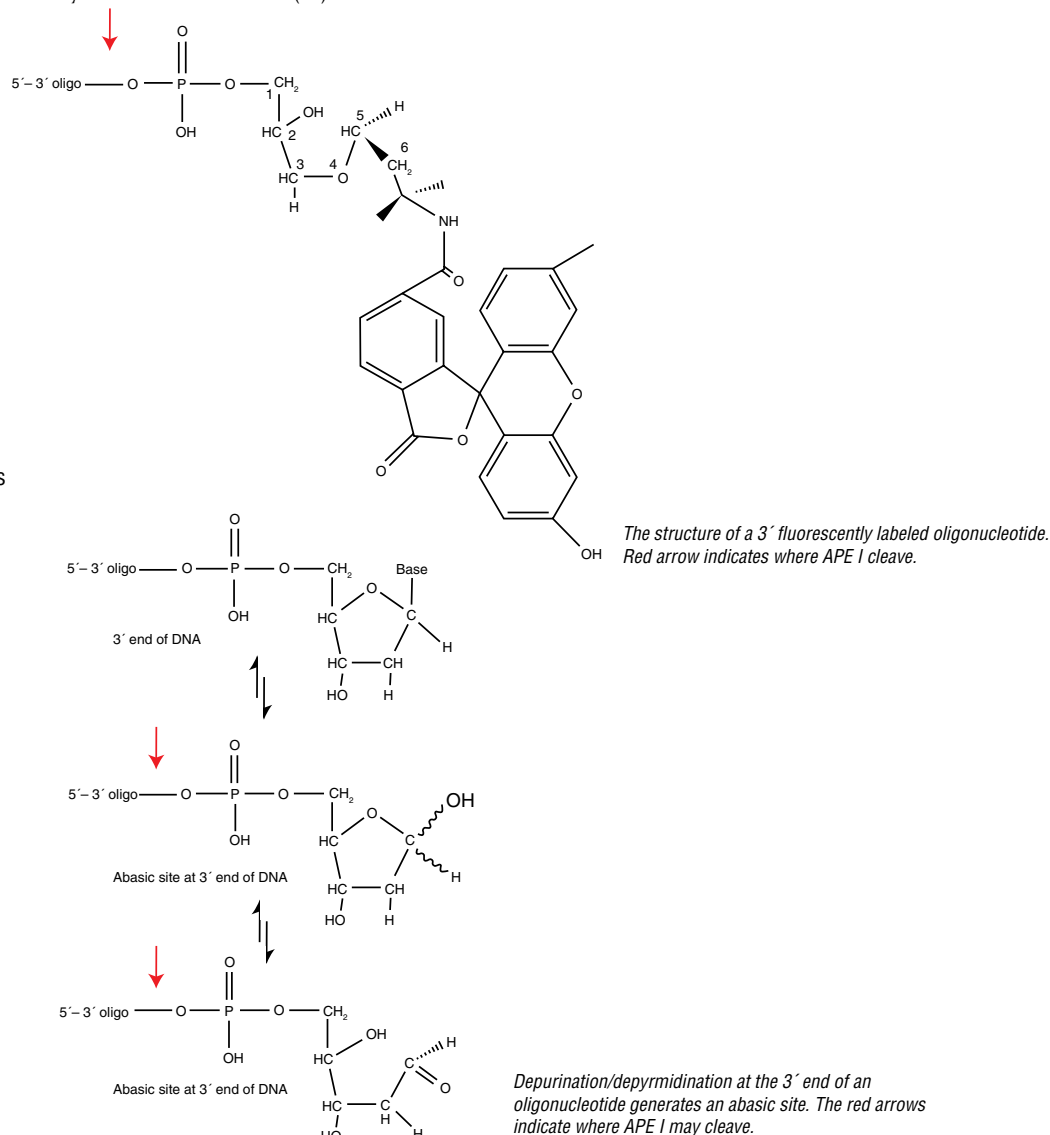 O
5´– 3´ oligo O P O CH2
1
OH
HC 2 OH
HC 3 4 O
H
5 H
HC
6
CH2
NH
O
O
O
O
OH
s
The structure of a 3´ fluorescently labeled oligonucleotide.
Red arrow indicates where APE I cleave.
O
5´– 3´ oligo O P O CH2 Base
OH
O
HC C
H
3´ end of DNA
HC CH
HO H
O
5´– 3´ oligo O P O CH2 OH
O
OH HC C
H
Abasic site at 3´ end of DNA
HC CH
HO H
O
5´– 3´ oligo O P O CH2
OH H
OH HC C
O
Abasic site at 3´ end of DNA
HC C
H H
HO
Depurination/depyrmidination at the 3´ end of an
oligonucleotide generates an abasic site. The red arrows
indicate where APE I may cleave.